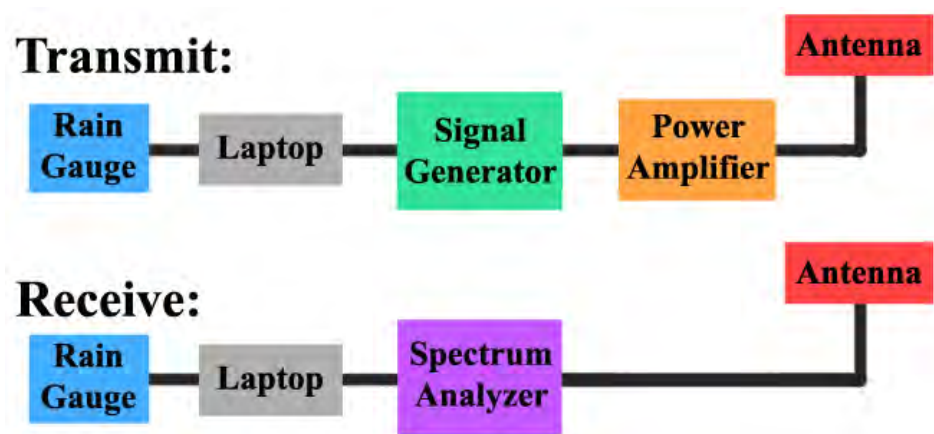 Transmit:
Antenna
Rain
Gauge
Laptop
Signal
Generator
Power
Amplifier
Receive:
Antenna
Rain
Gauge
Laptop
Spectrum
Analyzer